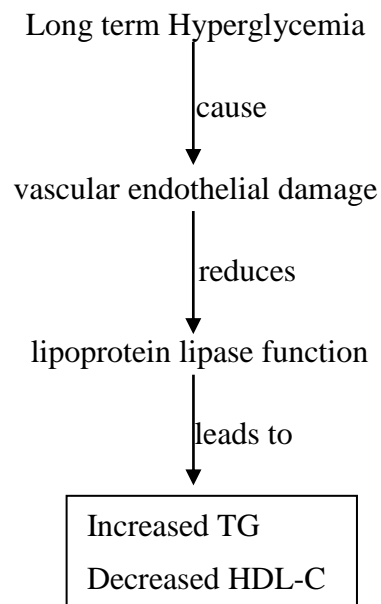 Long term Hyperglycemia
cause
vascular endothelial damage
reduces
lipoprotein lipase function
leads to
Increased TG
Decreased HDL-C